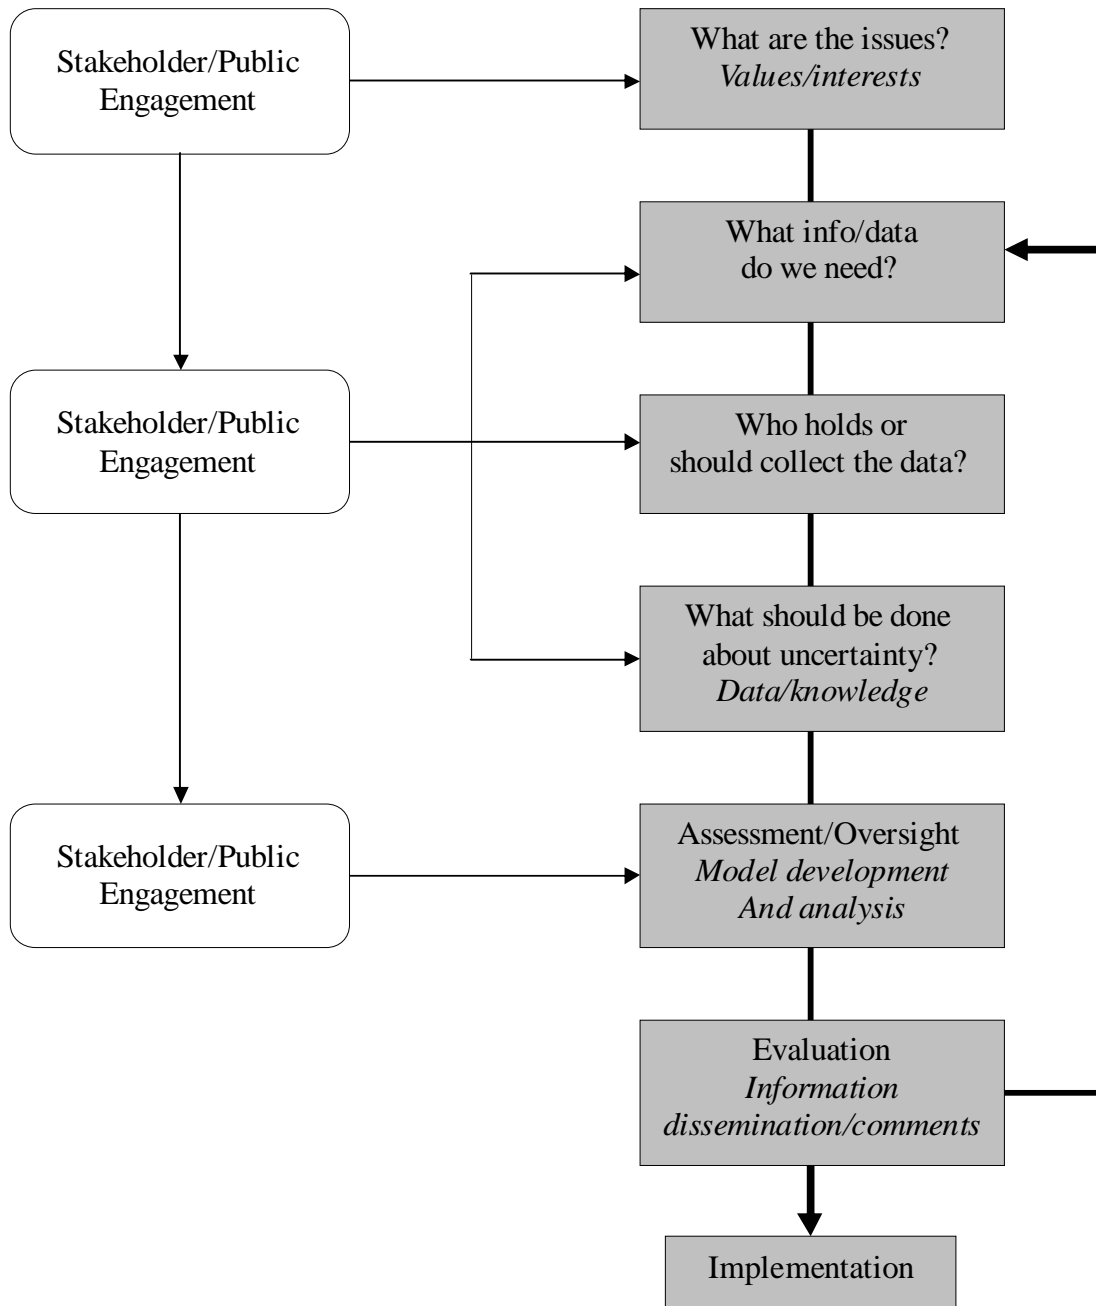 Stakeholder/Public
Engagement
What are the issues?
Values/interests
What info/data
do we need?
Stakeholder/Public
Engagement
Who holds or
should collect the data?
What should be done
about uncertainty?
Data/knowledge
Stakeholder/Public
Engagement
Assessment/Oversight
Model development
And analysis
Evaluation
Information
dissemination/comments
Implementation